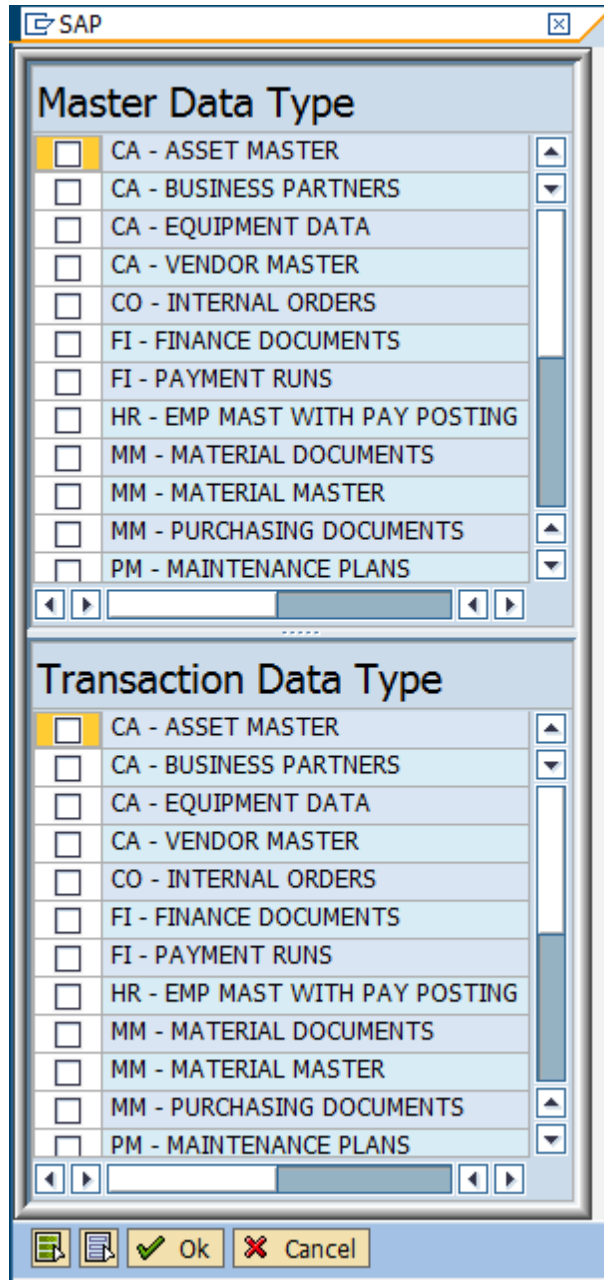 SAP
Master Data Type
CA - ASSET MASTER
CA - BUSINESS PARTNERS
CA - EQUIPMENT DATA
CA - VENDOR MASTER
CO - INTERNAL ORDERS
FI - FINANCE DOCUMENTS
FI - PAYMENT RUNS
HR - EMP MAST WITH PAY POSTING
MM - MATERIAL DOCUMENTS
MM - MATERIAL MASTER
MM - PURCHASING DOCUMENTS
PM - MAINTENANCE PLANS
Transaction Data Type
CA - ASSET MASTER
CA - BUSINESS PARTNERS
CA - EQUIPMENT DATA
CA - VENDOR MASTER
CO - INTERNAL ORDERS
FI - FINANCE DOCUMENTS
FI - PAYMENT RUNS
HR - EMP MAST WITH PAY POSTING
MM - MATERIAL DOCUMENTS
MM - MATERIAL MASTER
MM - PURCHASING DOCUMENTS
PM - MAINTENANCE PLANS
Ok Cancel